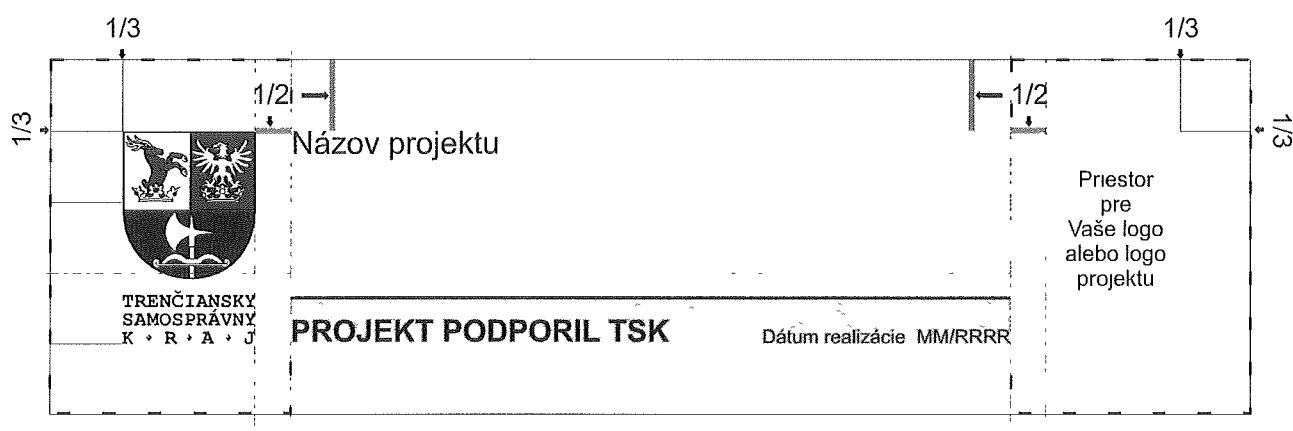 1/3
1/3
1/2
1/2
1/3
1/3
Názov projektu
Priestor
pre
Vaše logo
alebo logo
projektu
TRENČIANSKY
SAMOSPRÁVNY
K · R · A · J
PROJEKT PODPORIL TSK
Dátum realizácie MM/RRRR